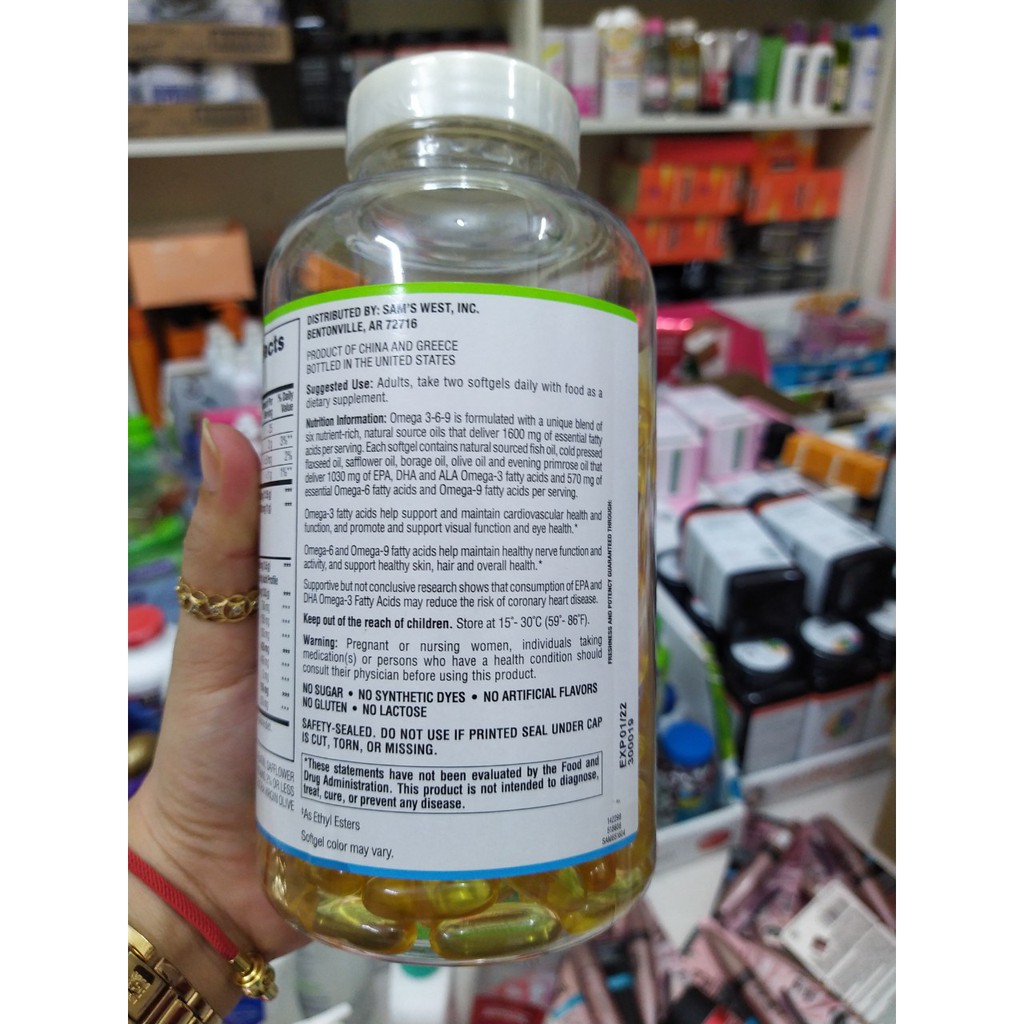 DISTRIBUTED BY: SAM'S WEST, INC.
BENTONVILLE, AR 72716
PRODUCT OF CHINA AND GREECE
BOTTLED IN THE UNITED STATES
Suggested Use: Adults, take two softgels daily with food as a
dietary supplement.
Nutrition Information: Omega 3-6-9 is formulated with a unique blend of
six nutrient-rich, natural source oils that deliver 1600 mg of essential fatty
acids per serving. Each softgel contains natural sourced fish oil, cold pressed
flaxseed oil, safflower oil, borage oil, olive oil and evening primrose oil that
deliver 1030 mg of EPA, DHA and ALA Omega-3 fatty acids and 570 mg of
essential Omega-6 fatty acids and Omega-9 fatty acids per serving.
Omega-3 fatty acids help support and maintain cardiovascular health and
function, and promote and support visual function and eye health.*
Omega-6 and Omega-9 fatty acids help maintain healthy nerve function and
activity, and support healthy skin, hair and overall health.*
Supportive but not conclusive research shows that consumption of EPA and
DHA Omega-3 Fatty Acids may reduce the risk of coronary heart disease.
Keep out of the reach of children. Store at 15°- 30°C (59°- 86°F).
Warning: Pregnant or nursing women, individuals taking
medication(s) or persons who have a health condition should
consult their physician before using this product.
NO SUGAR • NO SYNTHETIC DYES • NO ARTIFICIAL FLAVORS
NO GLUTEN • NO LACTOSE
SAFETY-SEALED. DO NOT USE IF PRINTED SEAL UNDER CAP
IS CUT, TORN, OR MISSING.
*These statements have not been evaluated by the Food and
Drug Administration. This product is not intended to diagnose,
treat, cure, or prevent any disease.
‡As Ethyl Esters
Softgel color may vary.
FRESHNESS AND POTENCY GUARANTEED THROUGH:
EXP01/22
300019
% Daily
Value
2%**
2%
1%**
SAFFLOWER
OR LESS
OLIVE